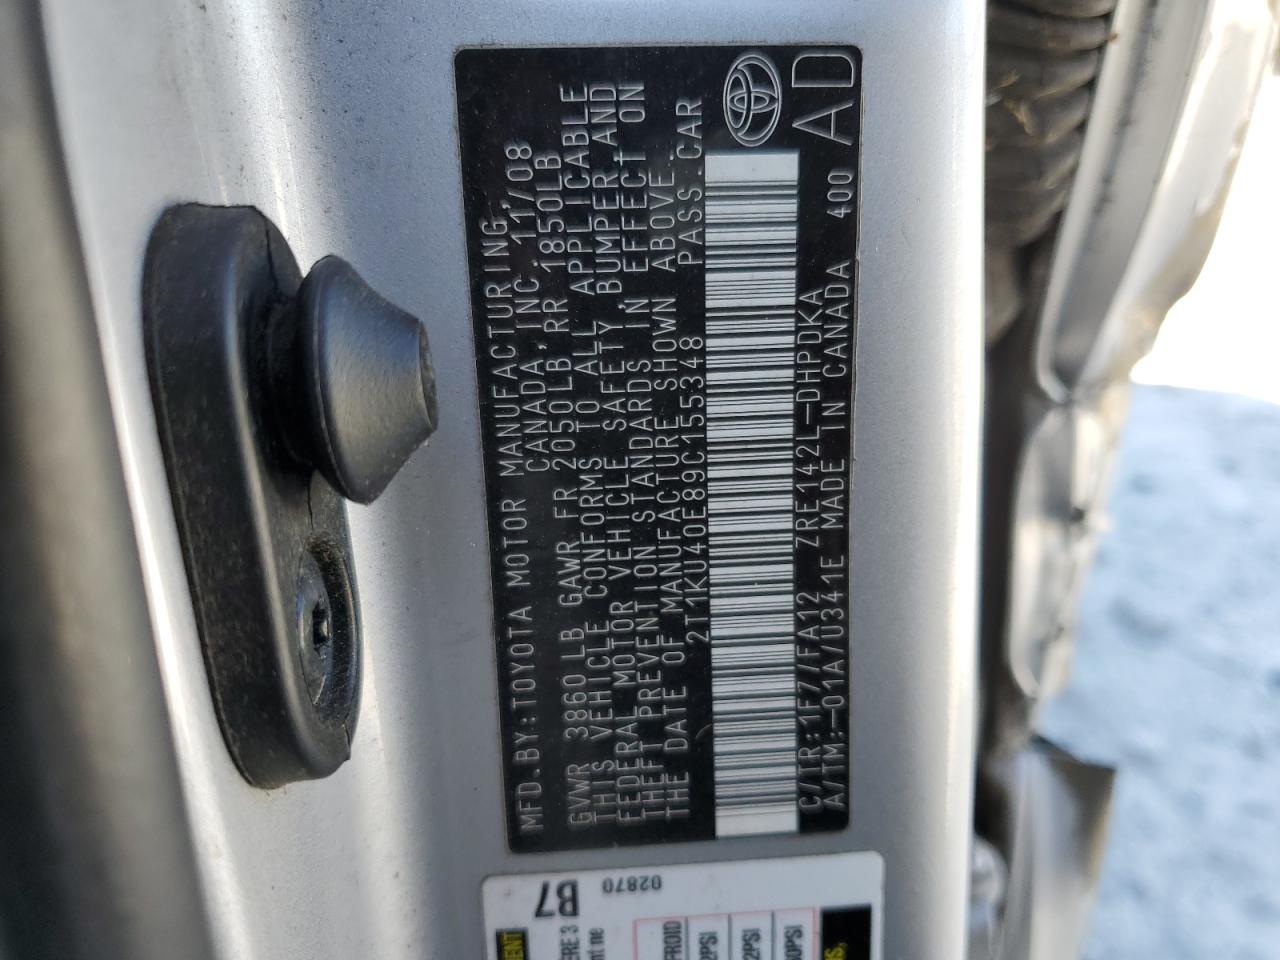 MFD.BY:TOYOTA MOTOR MANUFACTURING
CANADA,INC. 11/08
GVWR 3860LB GAWR FR 2050LB RR 1850LB
THIS VEHICLE CONFORMS TO ALL APPLICABLE
FEDERAL MOTOR VEHICLE SAFETY,BUMPER,AND
THEFT PREVENTION STANDARDS IN EFFECT ON
THE DATE OF MANUFACTURE SHOWN ABOVE.
2T1KU40E89C155348 PASS.CAR
C/TR:1F7/FA12 ZRE142L-DHPDKA
A/TM:-01A/U341E MADE IN CANADA 400
AD
B7
02870